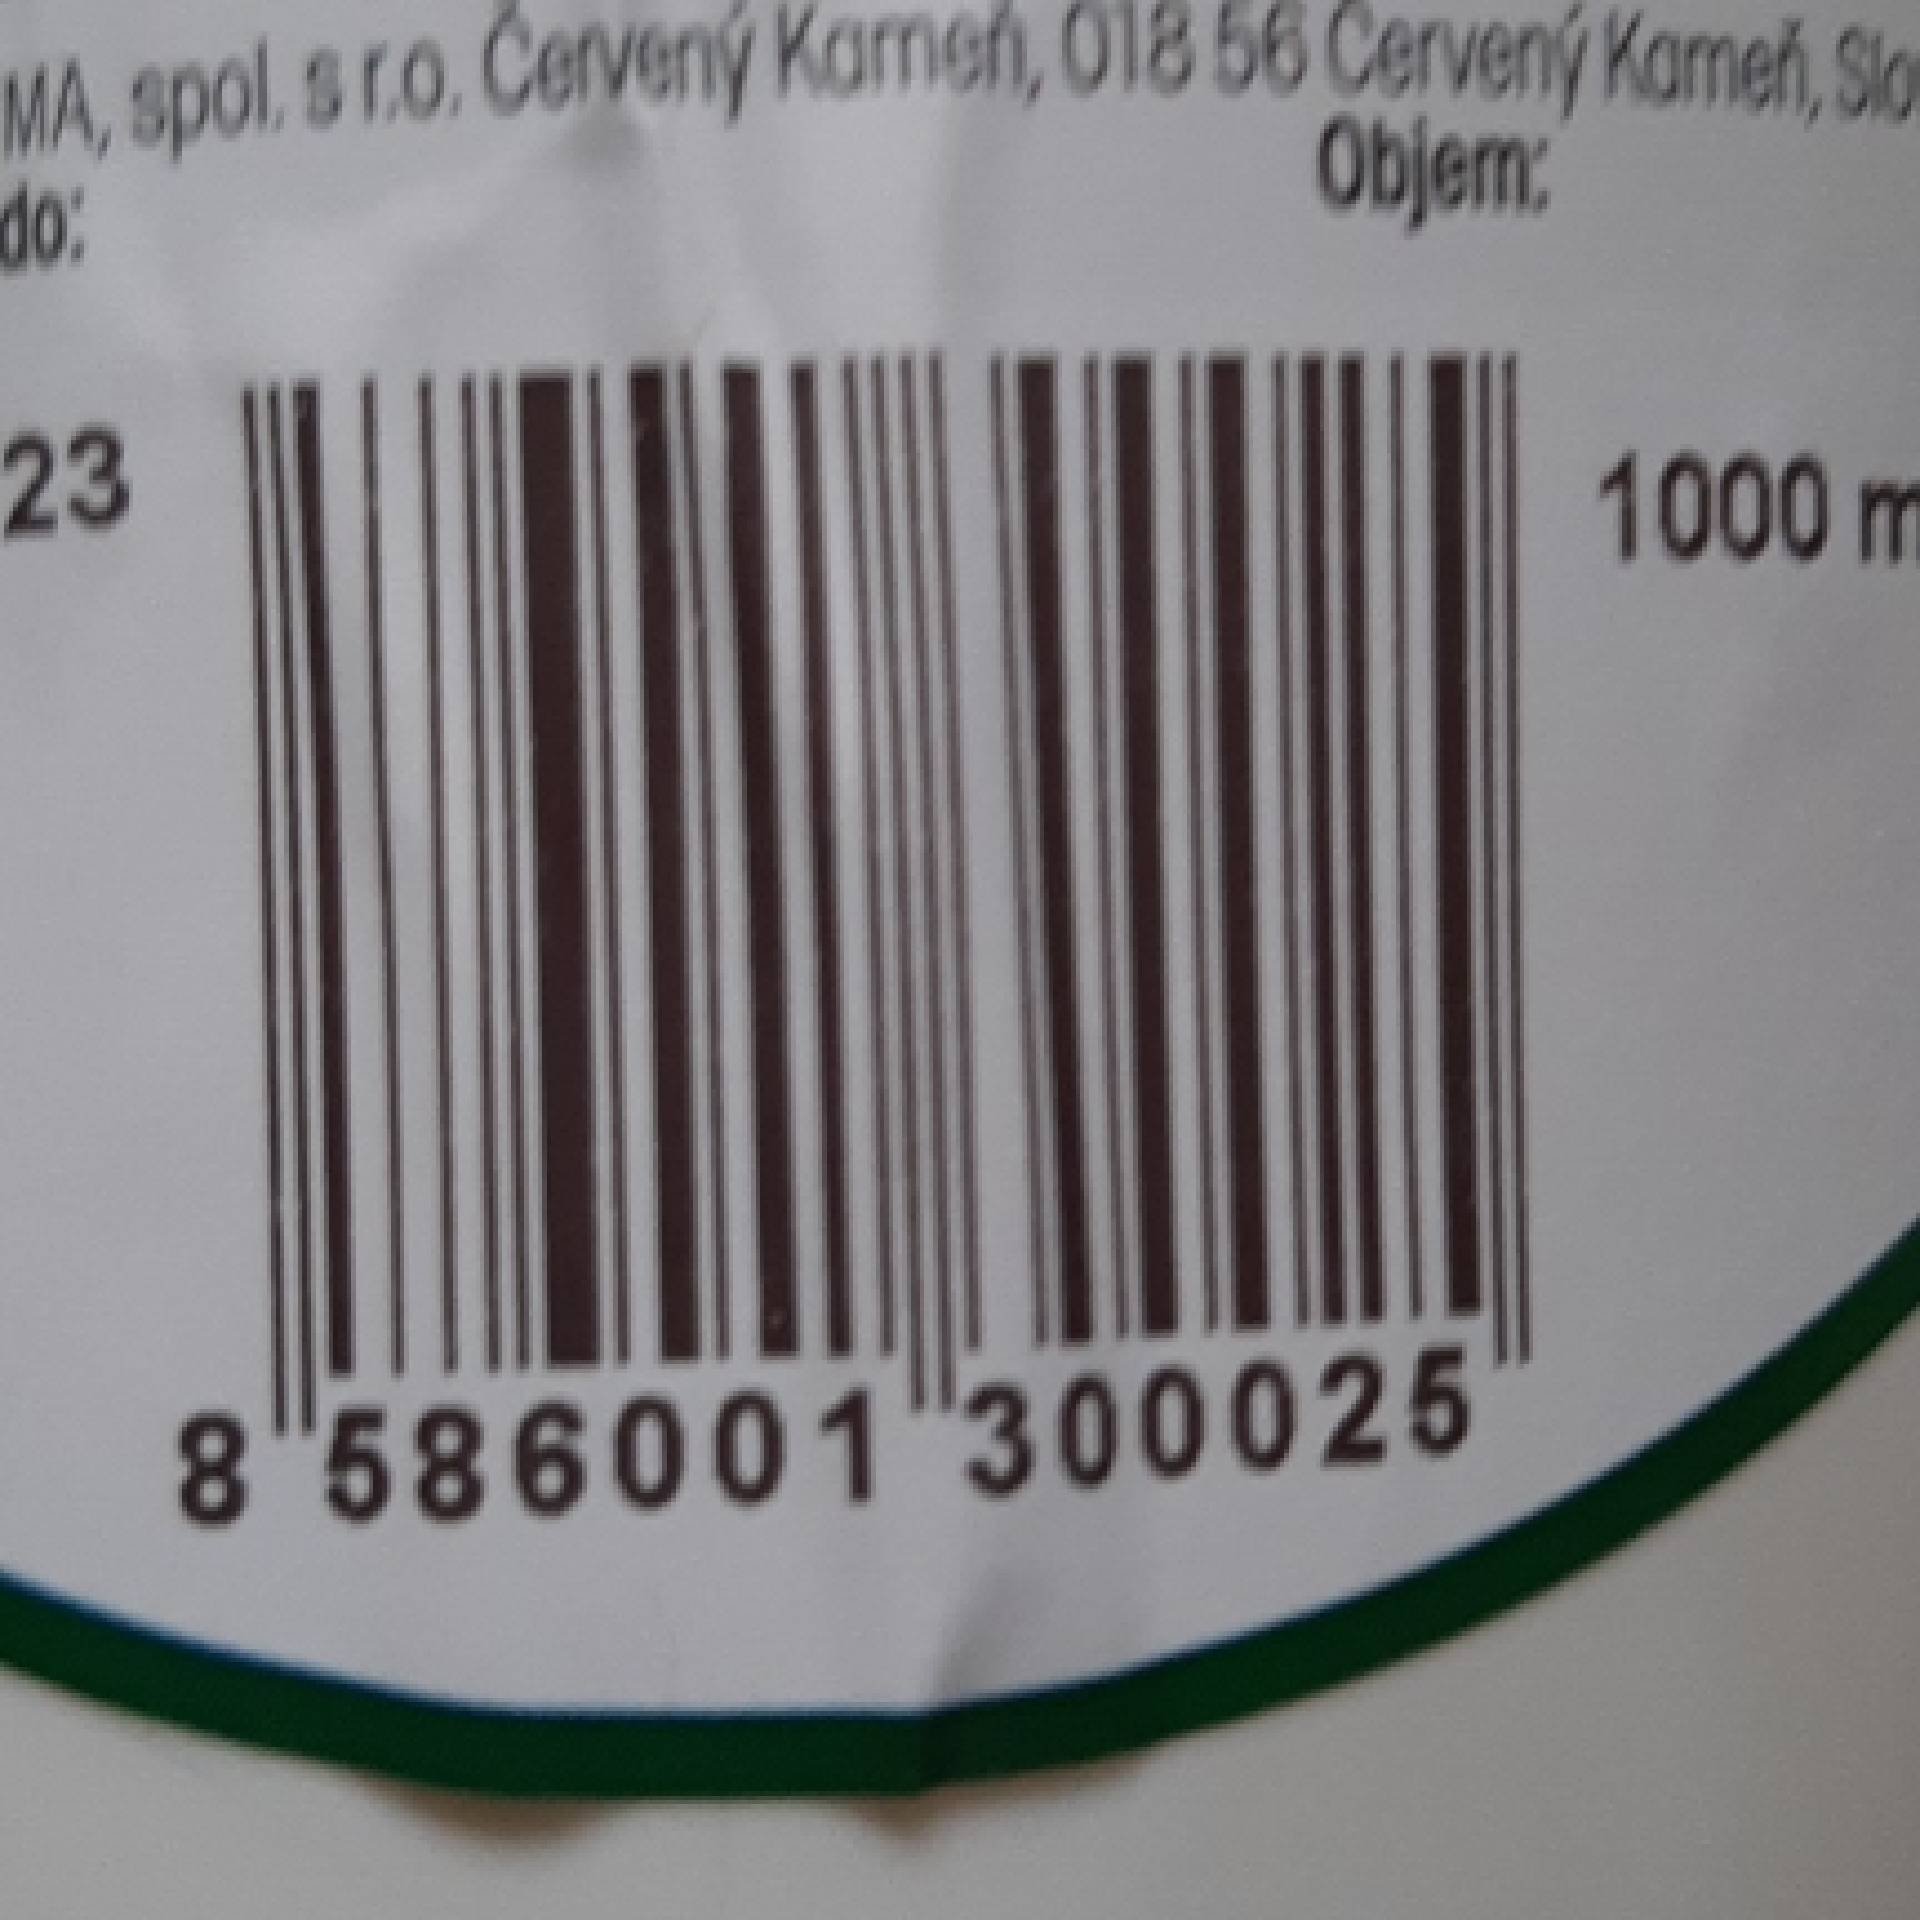 MA, spol. s r.o. Červený Kameň, 018 56 Červený Kameň, Slo
do:
Objem:
23
1000 m
8 586001 300025